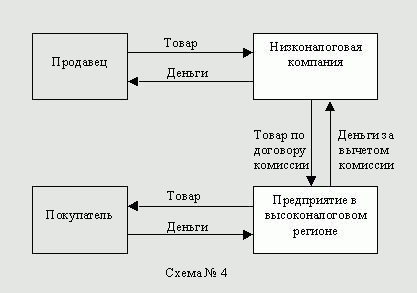 Товар
Продавец
Низконалоговая
компания
Деньги
Товар по
договору
комиссии
Деньги за
вычетом
комиссии
Товар
Покупатель
Предприятие в
высоконалоговом
регионе
Деньги
Схема № 4